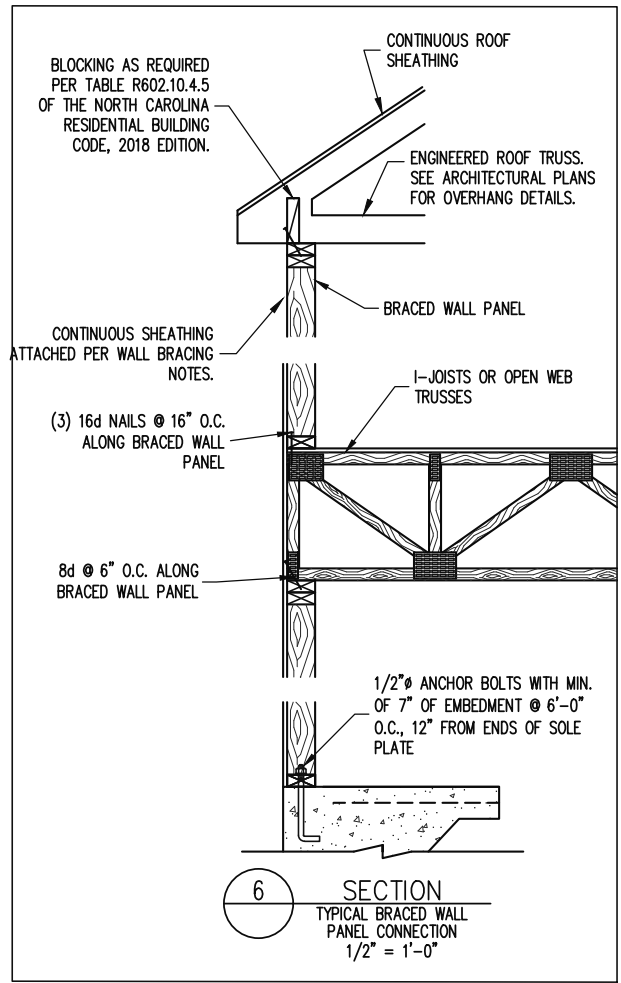 CONTINUOUS ROOF
SHEATHING
BLOCKING AS REQUIRED
PER TABLE R602.10.4.5
OF THE NORTH CAROLINA
RESIDENTIAL BUILDING
CODE, 2018 EDITION.
ENGINEERED ROOF TRUSS.
SEE ARCHITECTURAL PLANS
FOR OVERHANG DETAILS.
BRACED WALL PANEL
CONTINUOUS SHEATHING
ATTACHED PER WALL BRACING
NOTES.
I-JOISTS OR OPEN WEB
TRUSSES
(3) 16d NAILS @ 16" O.C.
ALONG BRACED WALL
PANEL
8d @ 6" O.C. ALONG
BRACED WALL PANEL
1/2"ø ANCHOR BOLTS WITH MIN.
OF 7" OF EMBEDMENT @ 6'-0"
O.C., 12" FROM ENDS OF SOLE
PLATE
6
SECTION
TYPICAL BRACED WALL
PANEL CONNECTION
1/2" = 1'-0"